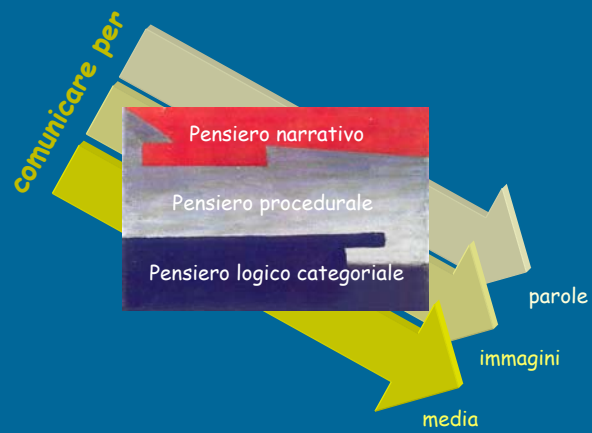 comunicare per
Pensiero narrativo
Pensiero procedurale
Pensiero logico categoriale
parole
immagini
media